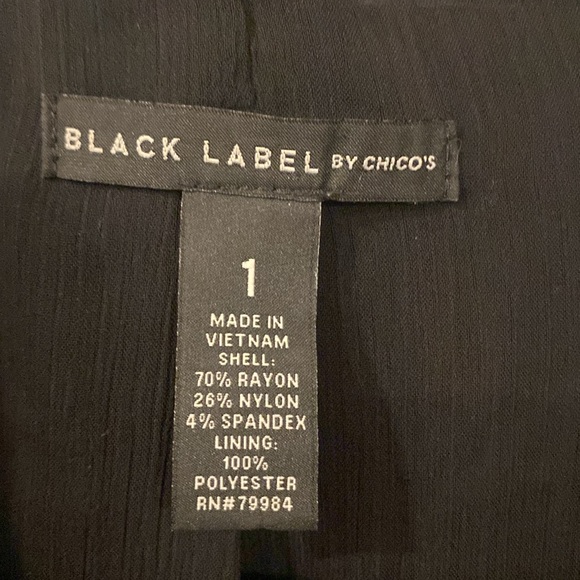 BLACK LABEL BY CHICO'S
1
MADE IN
VIETNAM
SHELL:
70% RAYON
26% NYLON
4% SPANDEX
LINING:
100%
POLYESTER
RN#79984